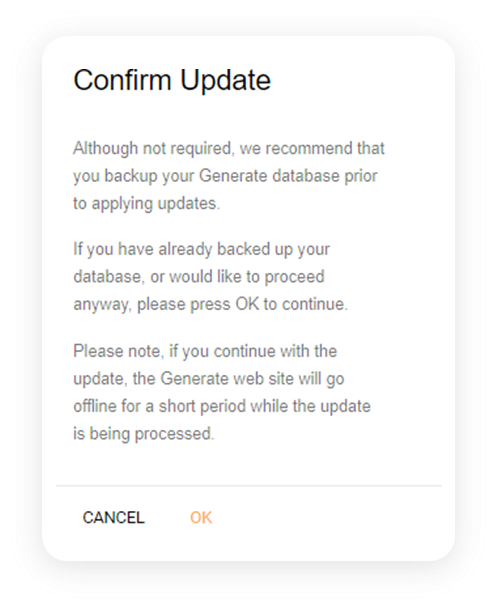 Confirm Update
Although not required, we recommend that
you backup your Generate database prior
to applying updates.
If you have already backed up your
database, or would like to proceed
anyway, please press OK to continue.
Please note, if you continue with the
update, the Generate web site will go
offline for a short period while the update
is being processed.
CANCEL OK